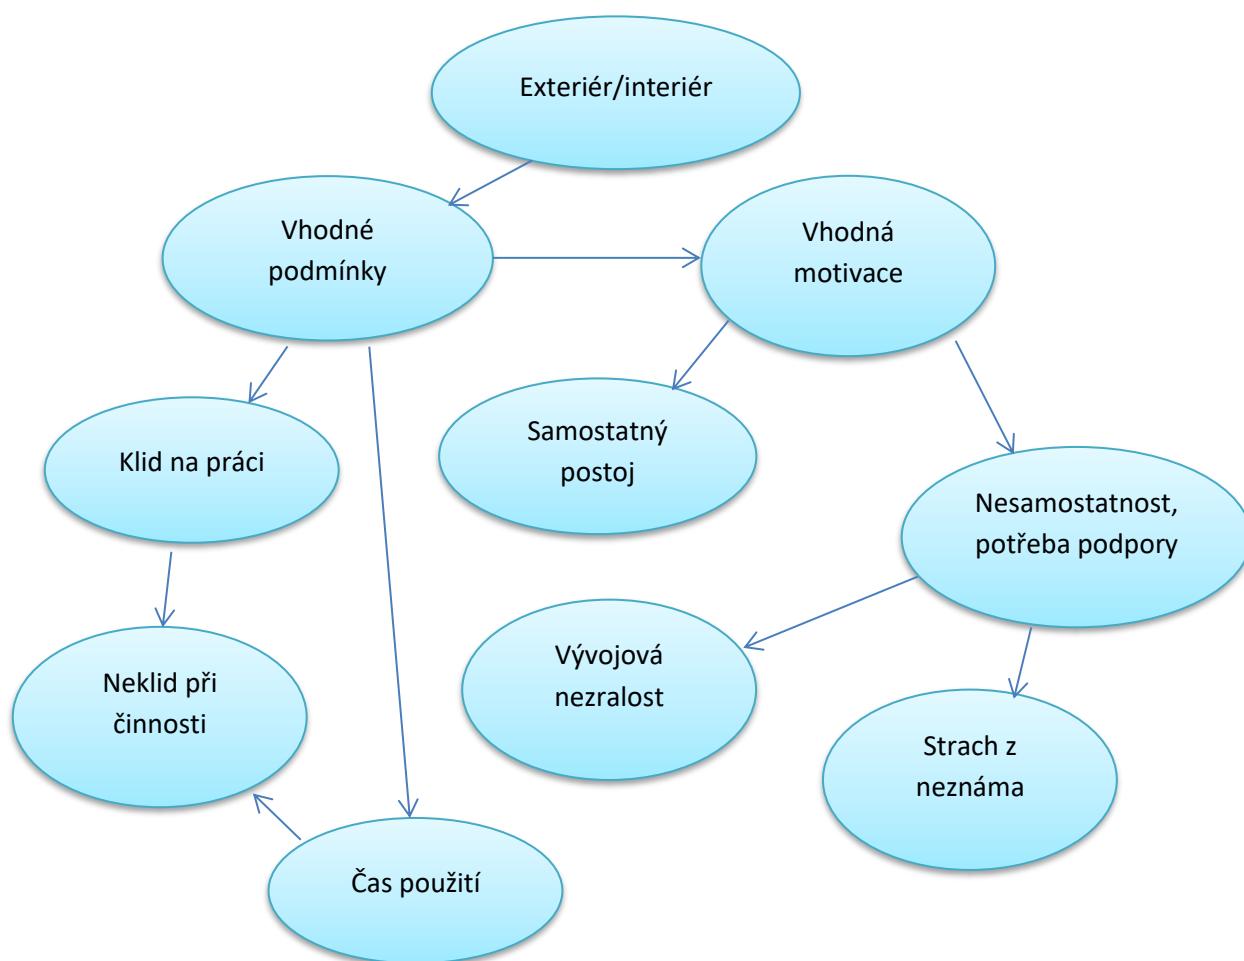 Exteriér/interiér
Vhodné
podmínky
Vhodná
motivace
Klid na práci
Samostatný
postoj
Nesamostatnost,
potřeba podpory
Neklid při
činnosti
Vývojová
nezralost
Strach z
neznáma
Čas použití